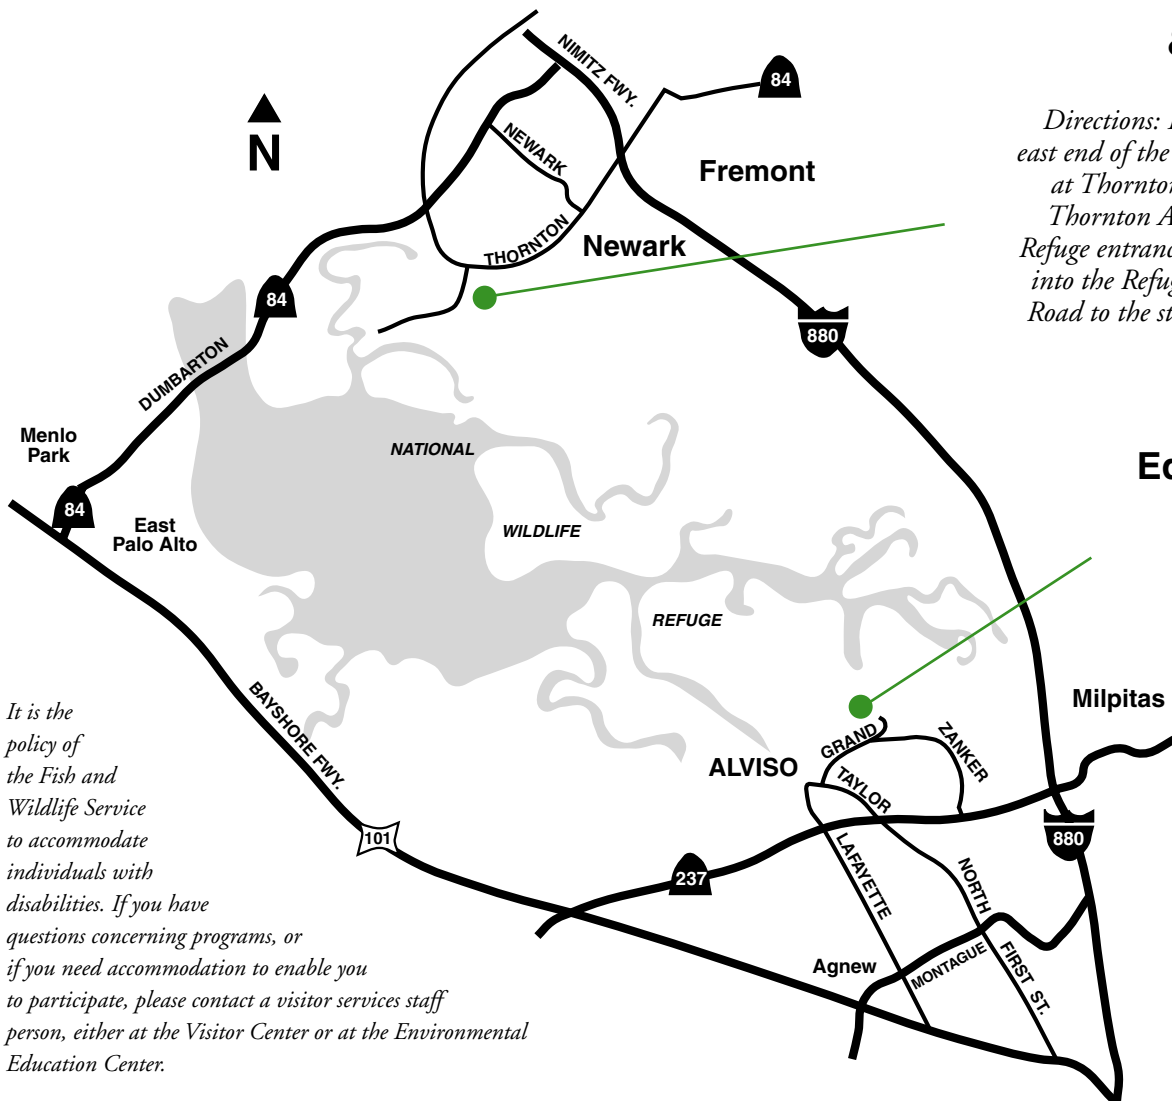 NIMITZ FWY.
84
N
NEWARK
Fremont
THORNTON
Newark
Directions:
east end of the
at Thornton
Thornton A
Refuge entranc
into the Refug
Road to the st
84
880
DUMBARTON
Menlo
Park
NATIONAL
84
East
Palo Alto
WILDLIFE
REFUGE
Milpitas
BAYSHORE FWY.
GRAND
ZANKER
ALVISO
TAYLOR
101
880
237
LAFAYETTE
NORTH
FIRST ST.
Agnew
MONTAGUE
It is the
policy of
the Fish and
Wildlife Service
to accommodate
individuals with
disabilities. If you have
questions concerning programs, or
if you need accommodation to enable you
to participate, please contact a visitor services staff
person, either at the Visitor Center or at the Environmental
Education Center.